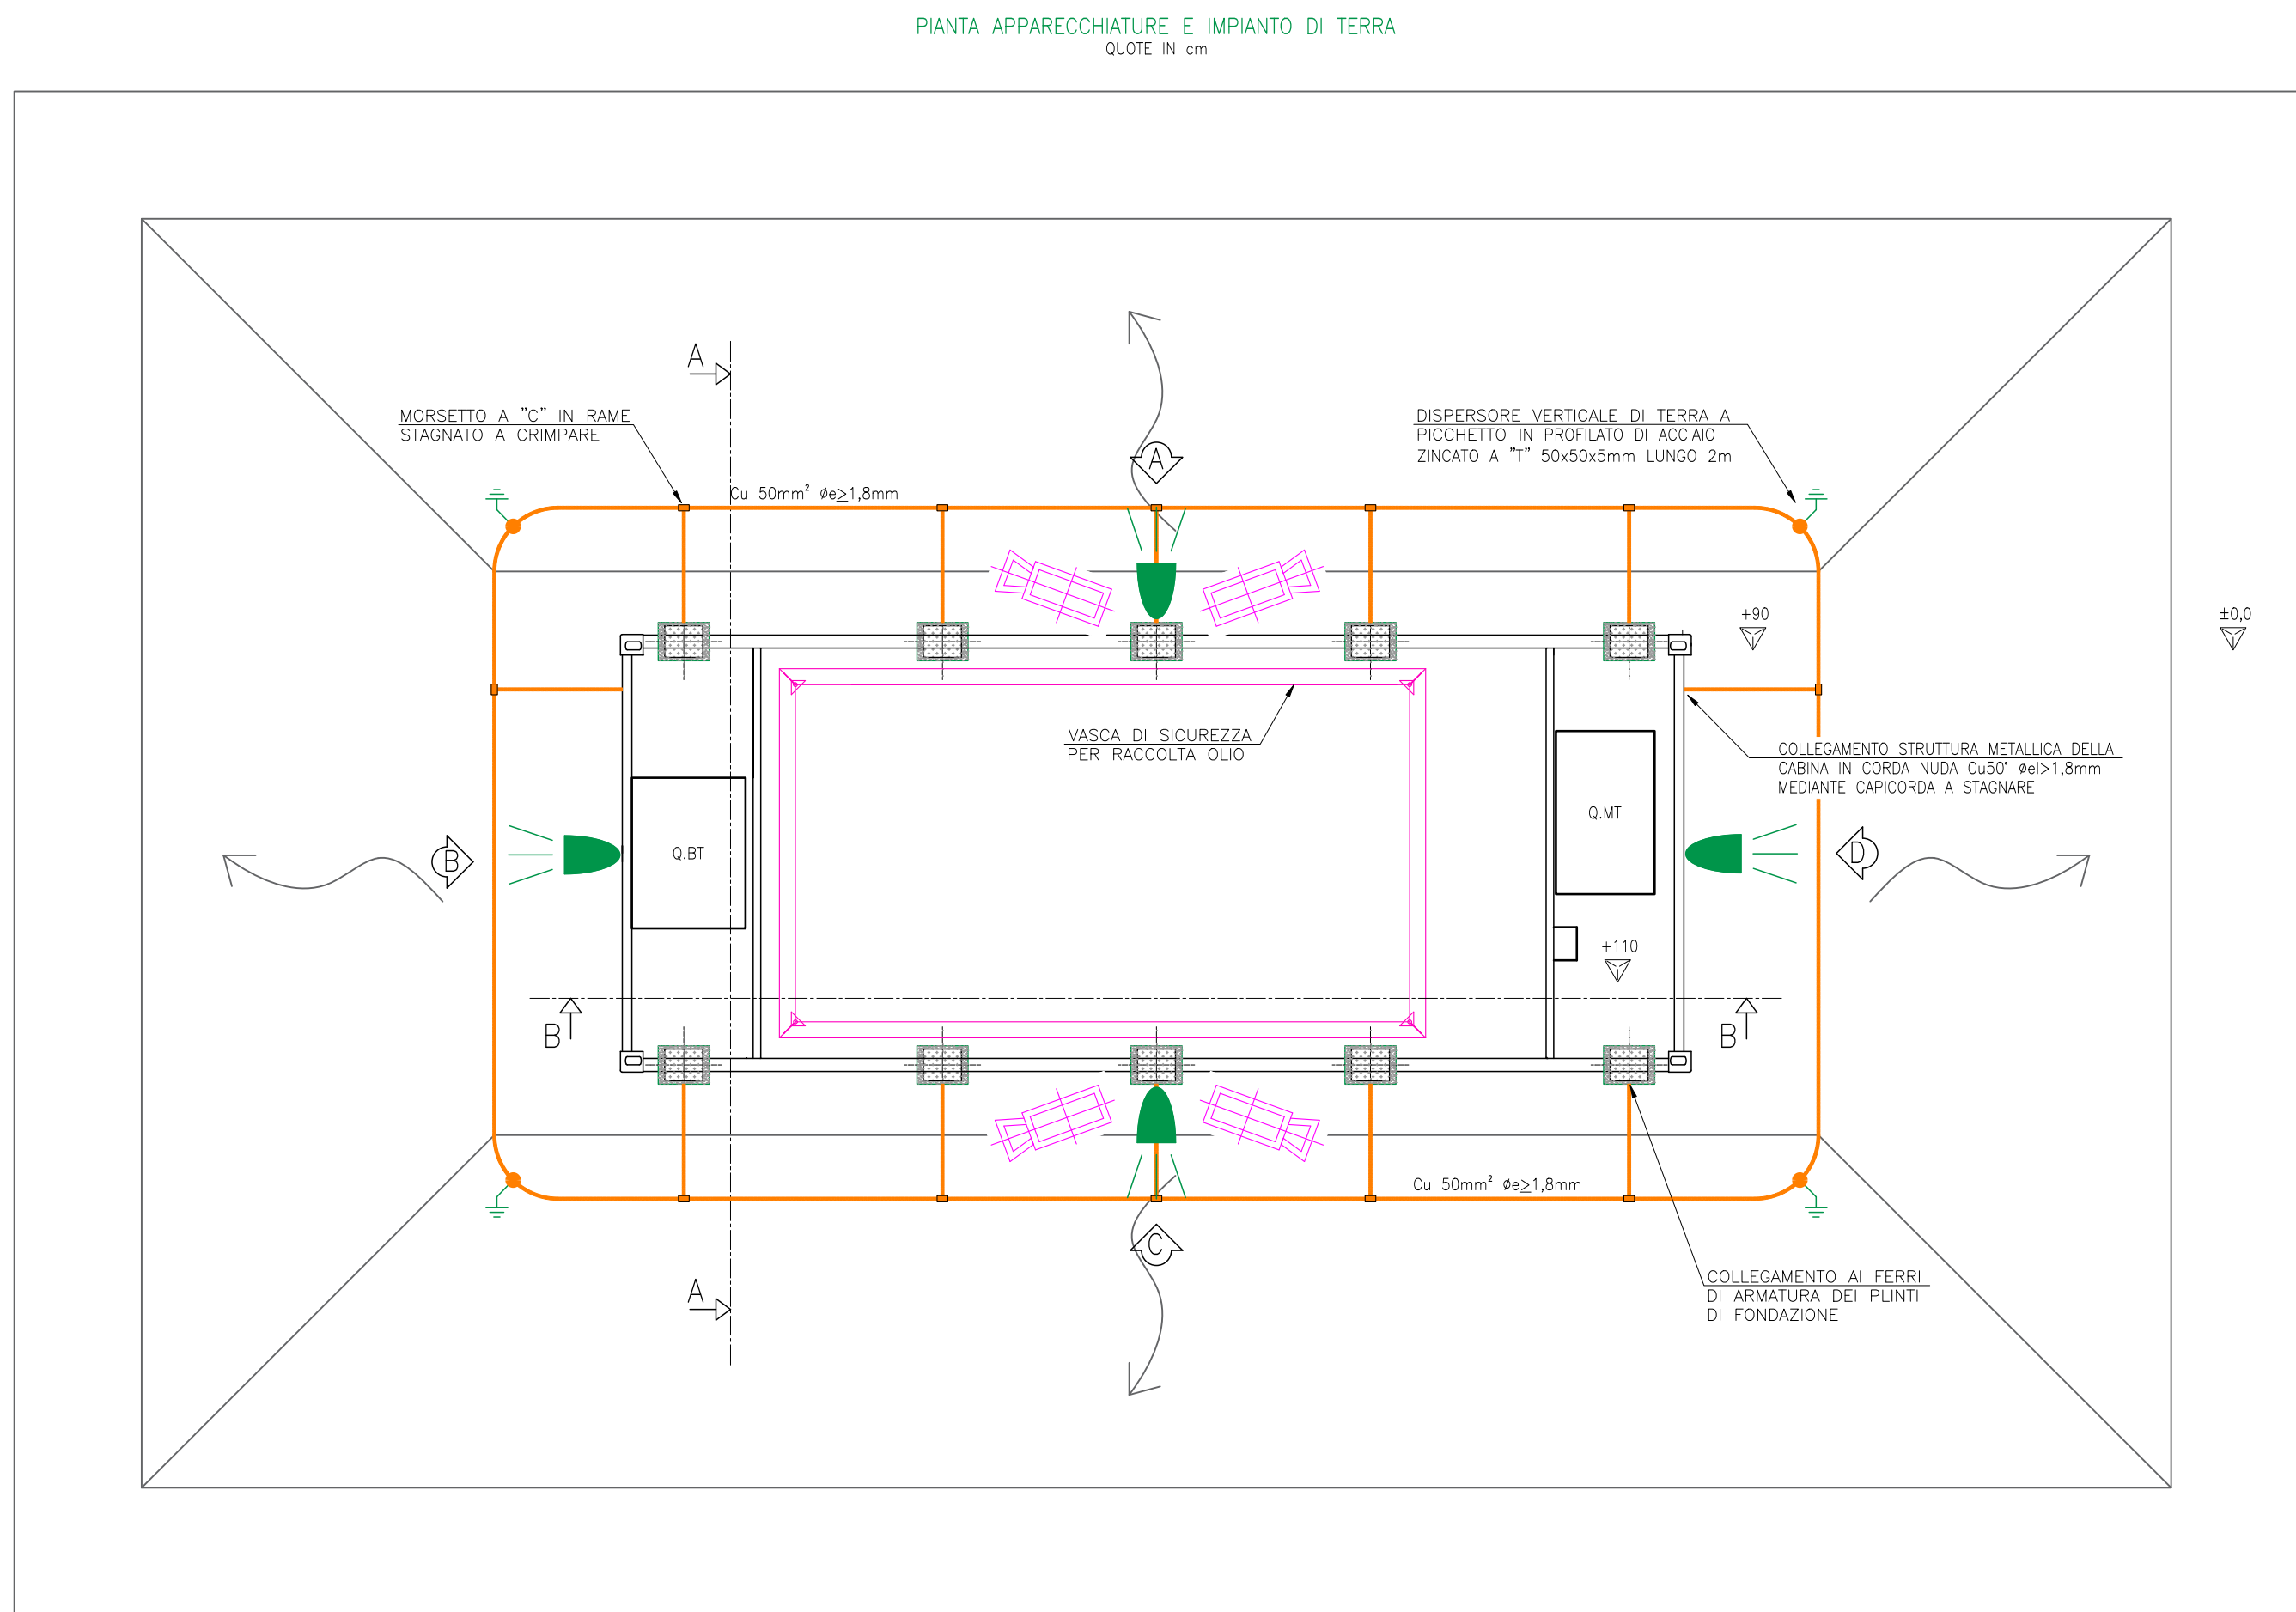 PIANTA APPARECCHIATURE E IMPIANTO DI TERRA
QUOTE IN cm
A
MORSETTO A "C" IN RAME
STAGNATO A CRIMPARE
DISPERSORE VERTICALE DI TERRA A
PICCHETTO IN PROFILATO DI ACCIAIO
ZINCATO A "T" 50x50x5mm LUNGO 2m
A
Cu 50mm² øe≥1,8mm
+90
±0,0
VASCA DI SICUREZZA
PER RACCOLTA OLIO
COLLEGAMENTO STRUTTURA METALLICA DELLA
CABINA IN CORDA NUDA Cu50° øel>1,8mm
MEDIANTE CAPICORDA A STAGNARE
Q.MT
B
Q.BT
D
+110
B
B
Cu 50mm² øe≥1,8mm
C
A
COLLEGAMENTO AI FERRI
DI ARMATURA DEI PLINTI
DI FONDAZIONE